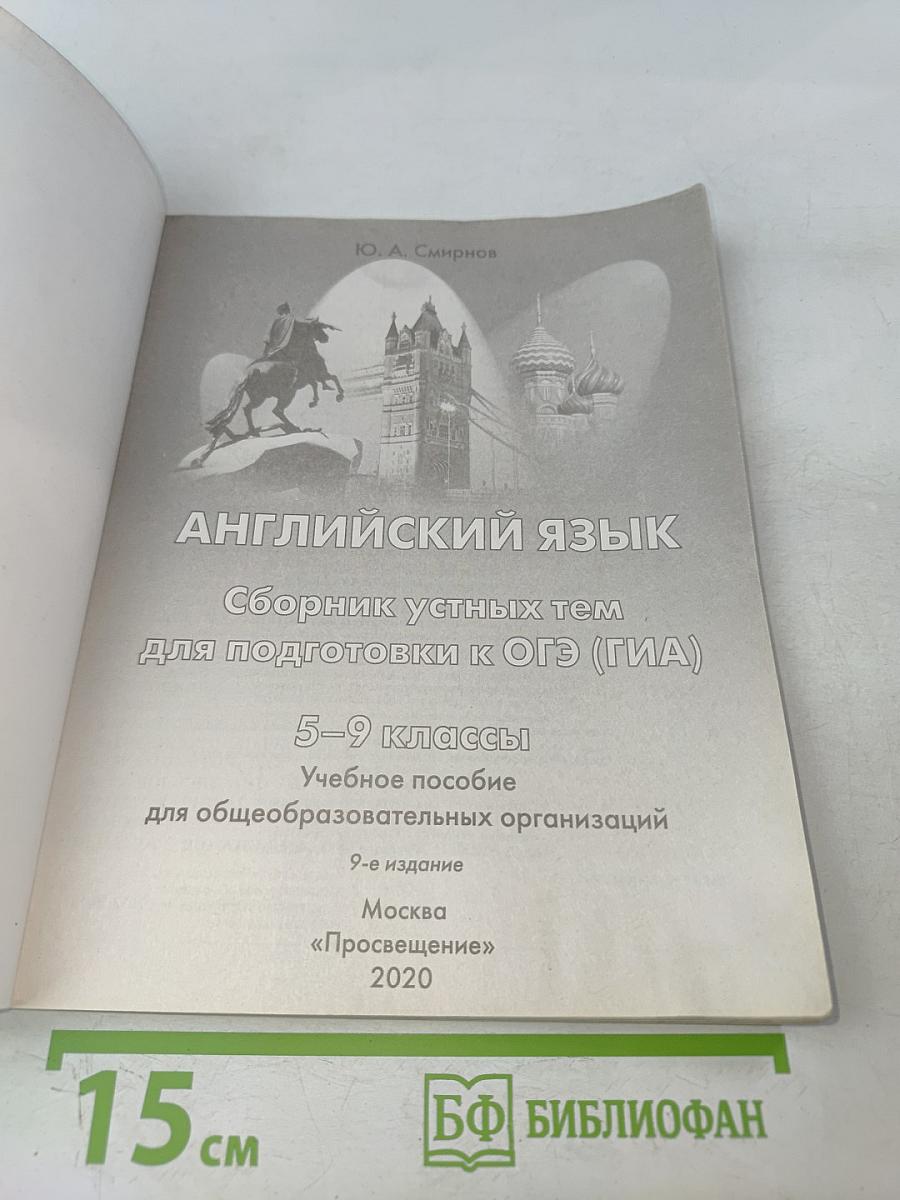 Ю. А. Смирнов
АНГЛИЙСКИЙ ЯЗЫК
Сборник устных тем
для подготовки к ОГЭ (ГИА)
5–9 классы
Учебное пособие
для общеобразовательных организаций
9-е издание
Москва
«Просвещение»
2020
15 см
БФ БИБЛИОФАН